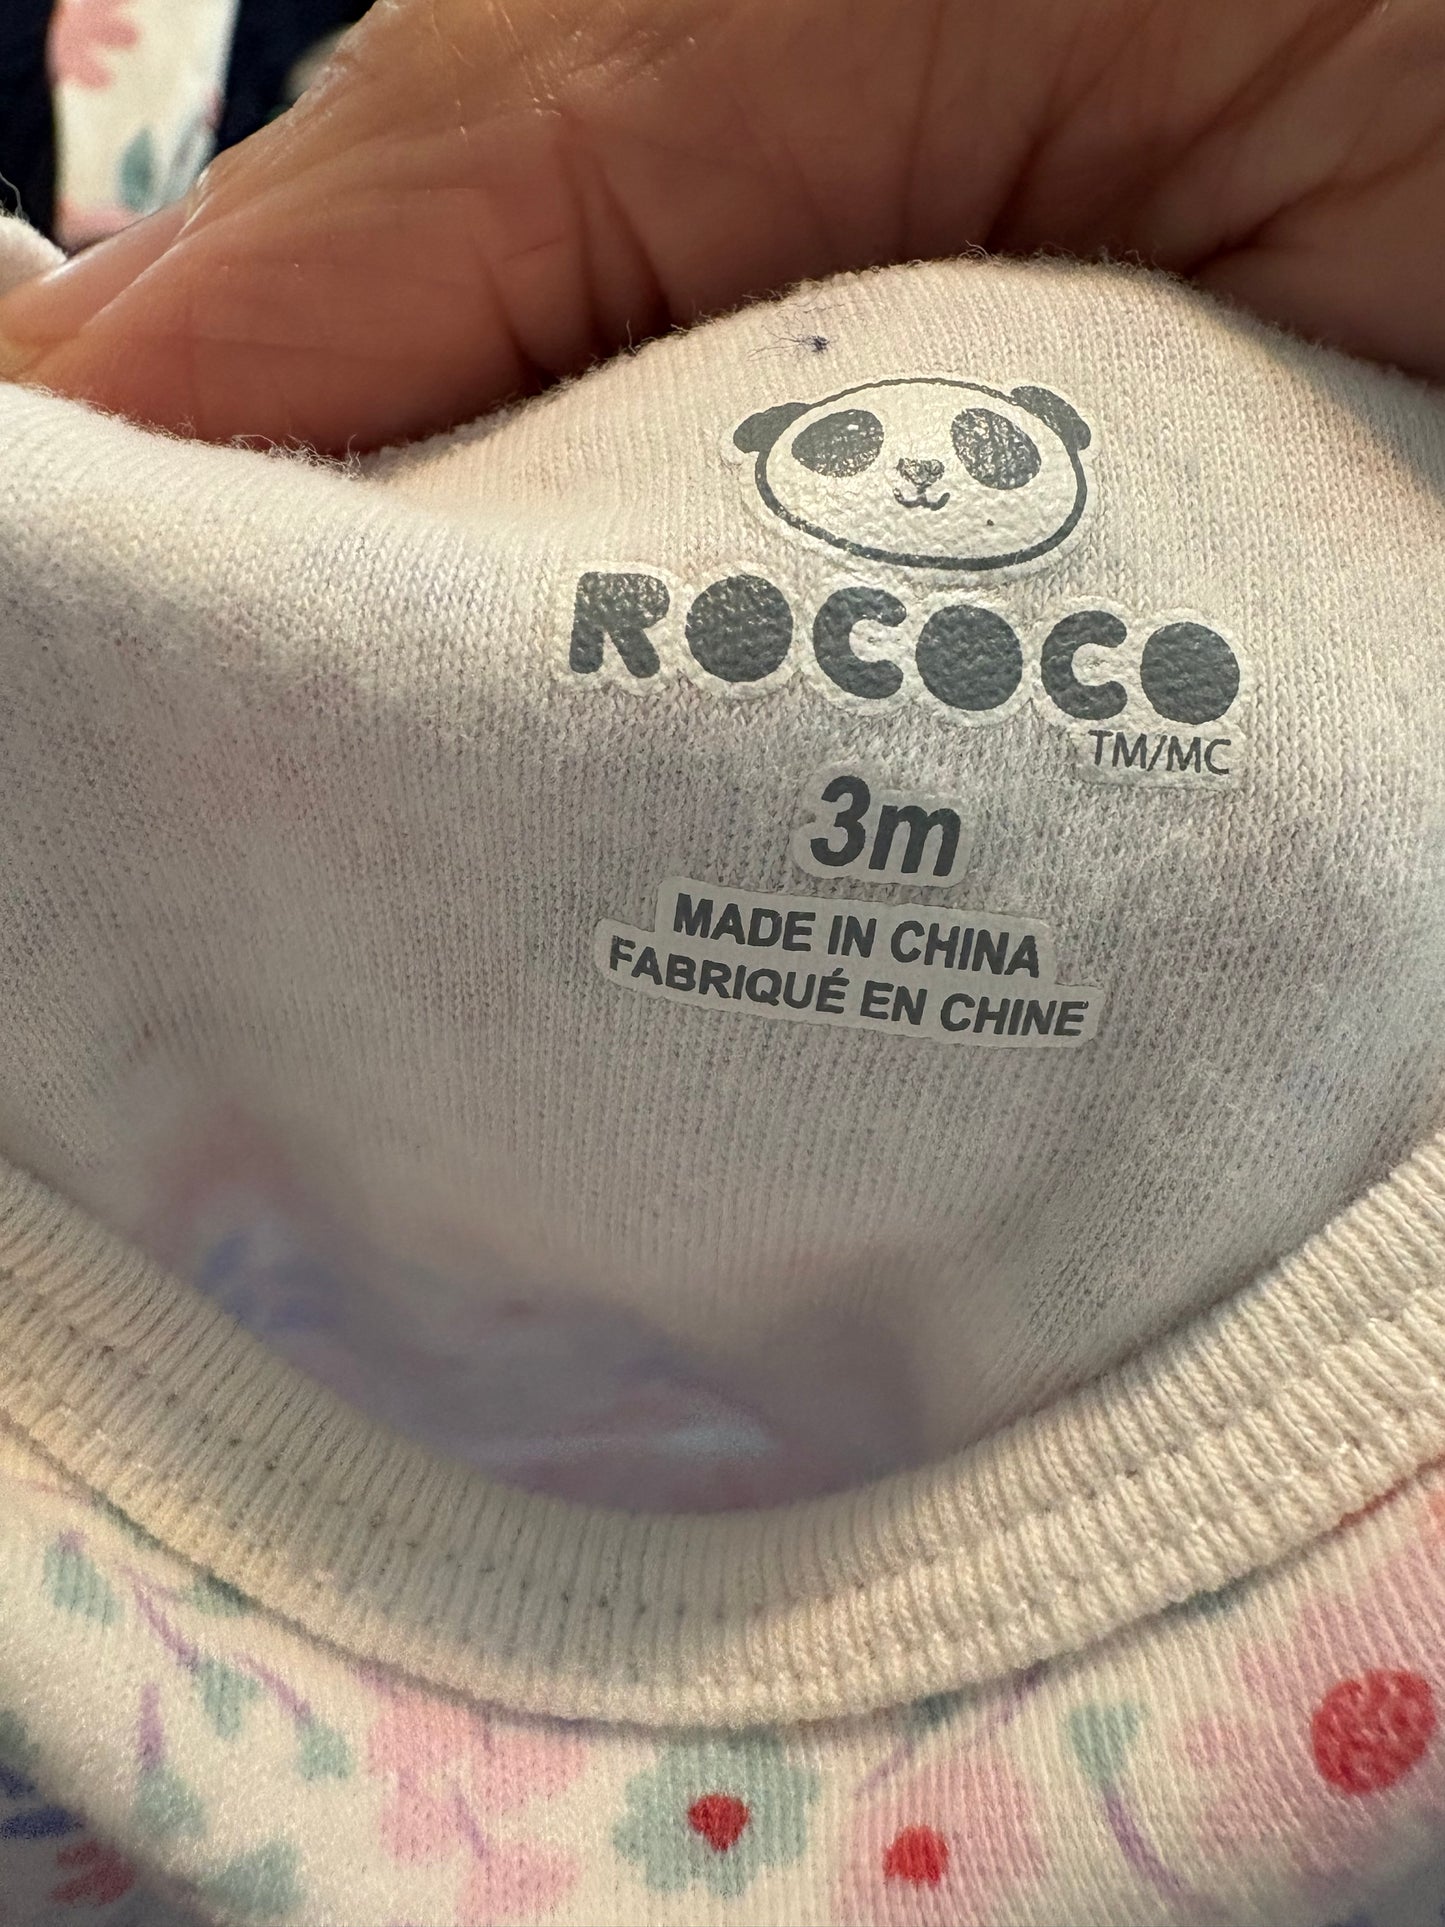 ROCOCO
TM/MC
3m
MADE IN CHINA
FABRIQUÉ EN CHINE